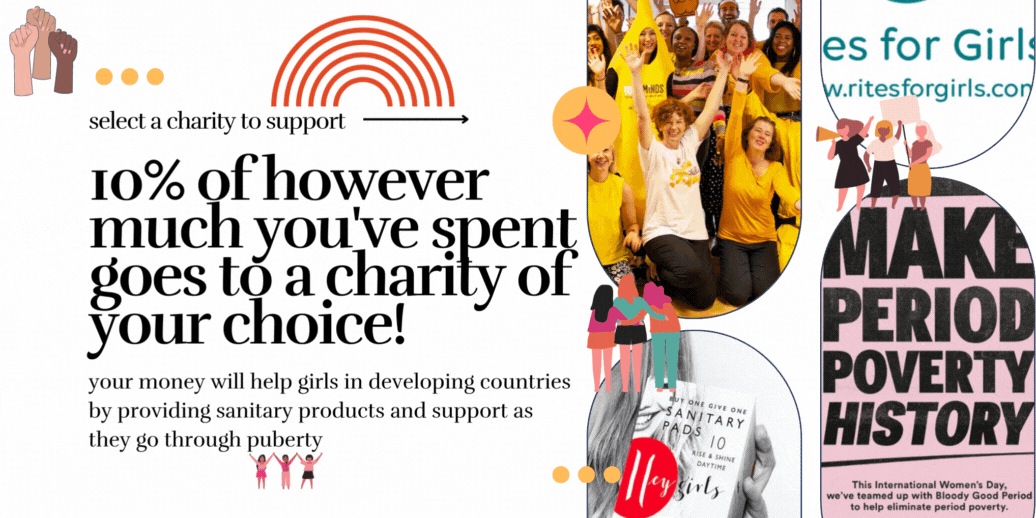 select a charity to support
10% of however
much you've spent
goes to a charity of
your choice!
your money will help girls in developing countries
by providing sanitary products and support as
they go through puberty
BUY ONE GIVE ONE
SANITARY
PADS 10
RISE & SHINE
DAYTIME
Hey
girls
es for Girls
w.ritesforgirls.com
MAKE
PERIOD
POVERTY
HISTORY
This International Women's Day,
we've teamed up with Bloody Good Period
to help eliminate period poverty.